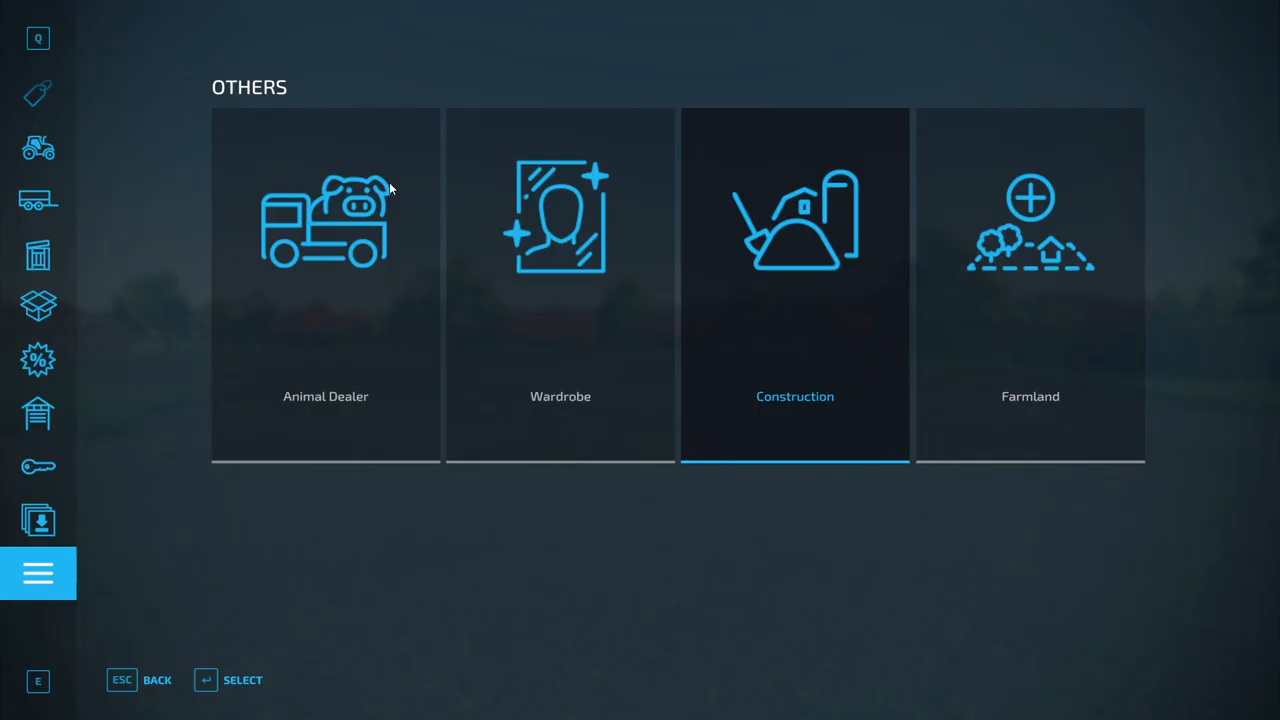 Q
OTHERS
%
Animal Dealer
Wardrobe
Construction
Farmland
E
ESC BACK
↵ SELECT